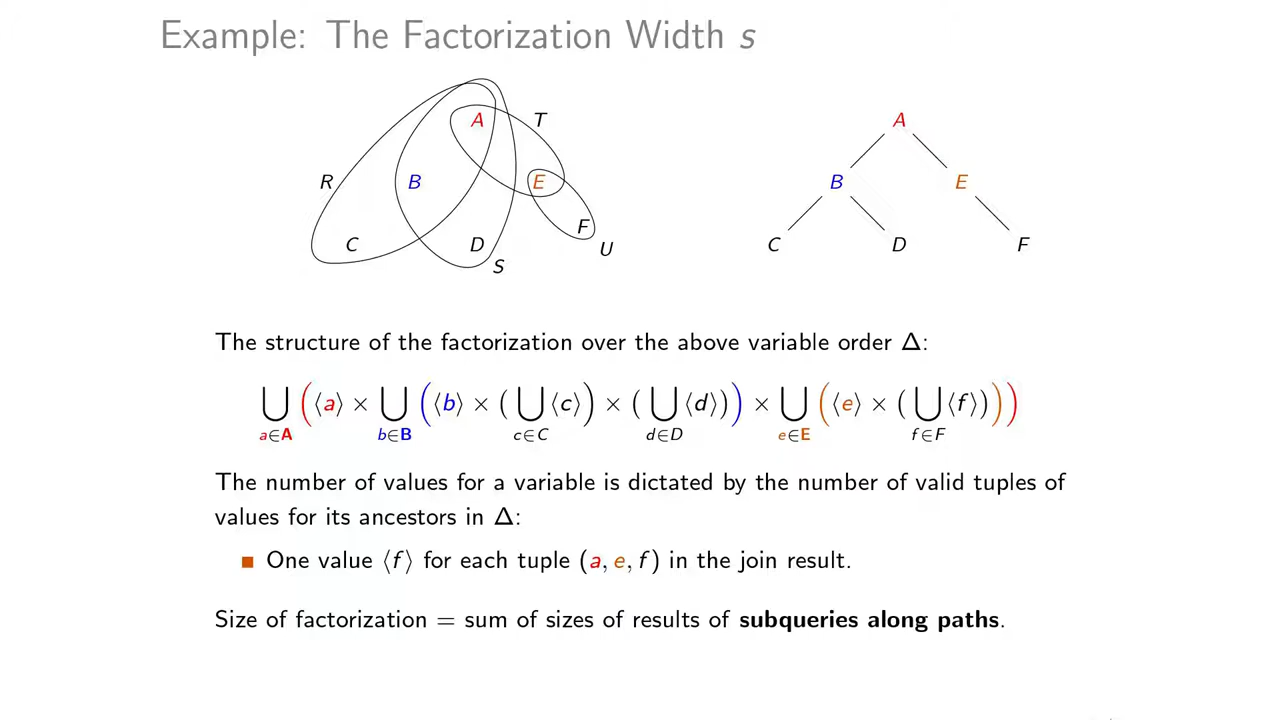 Example: The Factorization Width s
A T
R B E
C D F U
S
A
B E
C D F
The structure of the factorization over the above variable order Δ:
⋃ (⟨a⟩ × ⋃ (⟨b⟩ × (⋃⟨c⟩) × (⋃⟨d⟩)) × ⋃ (⟨e⟩ × (⋃⟨f⟩)))
a∈A b∈B c∈C d∈D e∈E f∈F
The number of values for a variable is dictated by the number of valid tuples of
values for its ancestors in Δ:
One value ⟨f⟩ for each tuple (a, e, f) in the join result.
Size of factorization = sum of sizes of results of subqueries along paths.